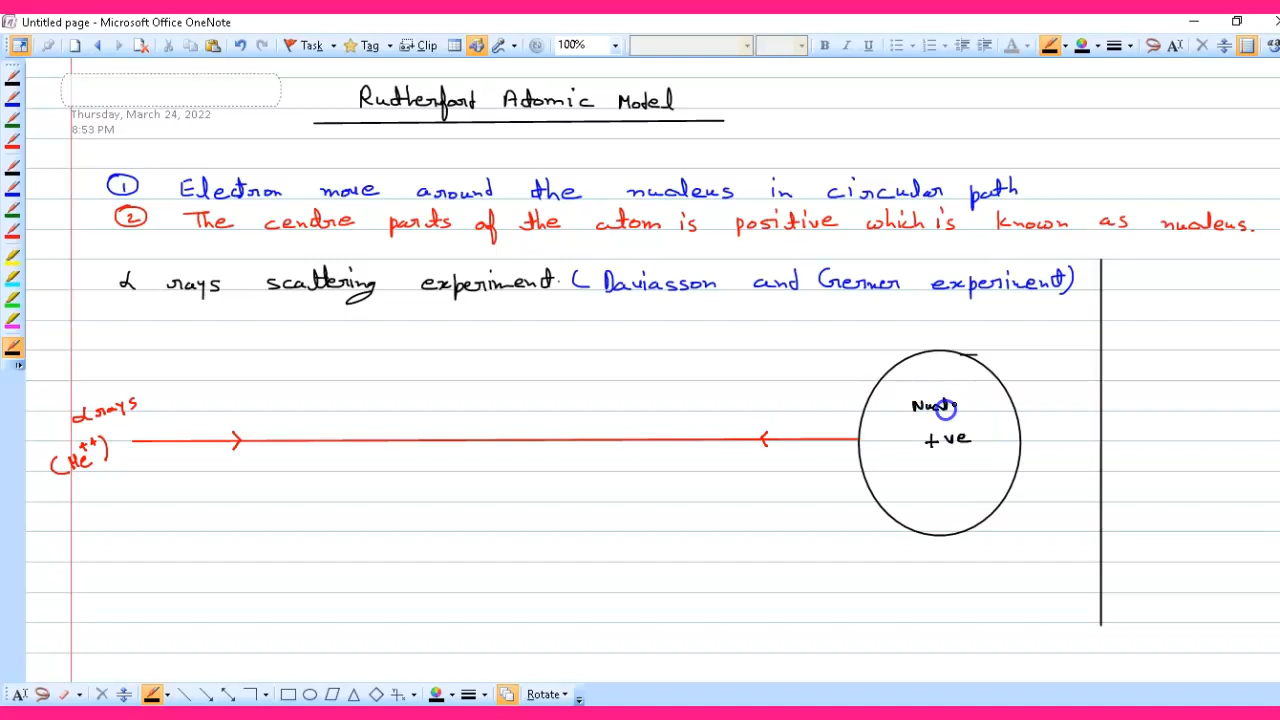 Untitled page - Microsoft Office OneNote
Task Tag Clip 100% B I U A
Rutherfort Atomic Model
Thursday, March 24, 2022
8:53 PM
① Electron move around the nucleus in circular path
② The centre parts of the atom is positive which is known as nucleus.
α rays scattering experiment. (Daviasson and Germer experiment)
α rays
(He++)
+ve
Rotate